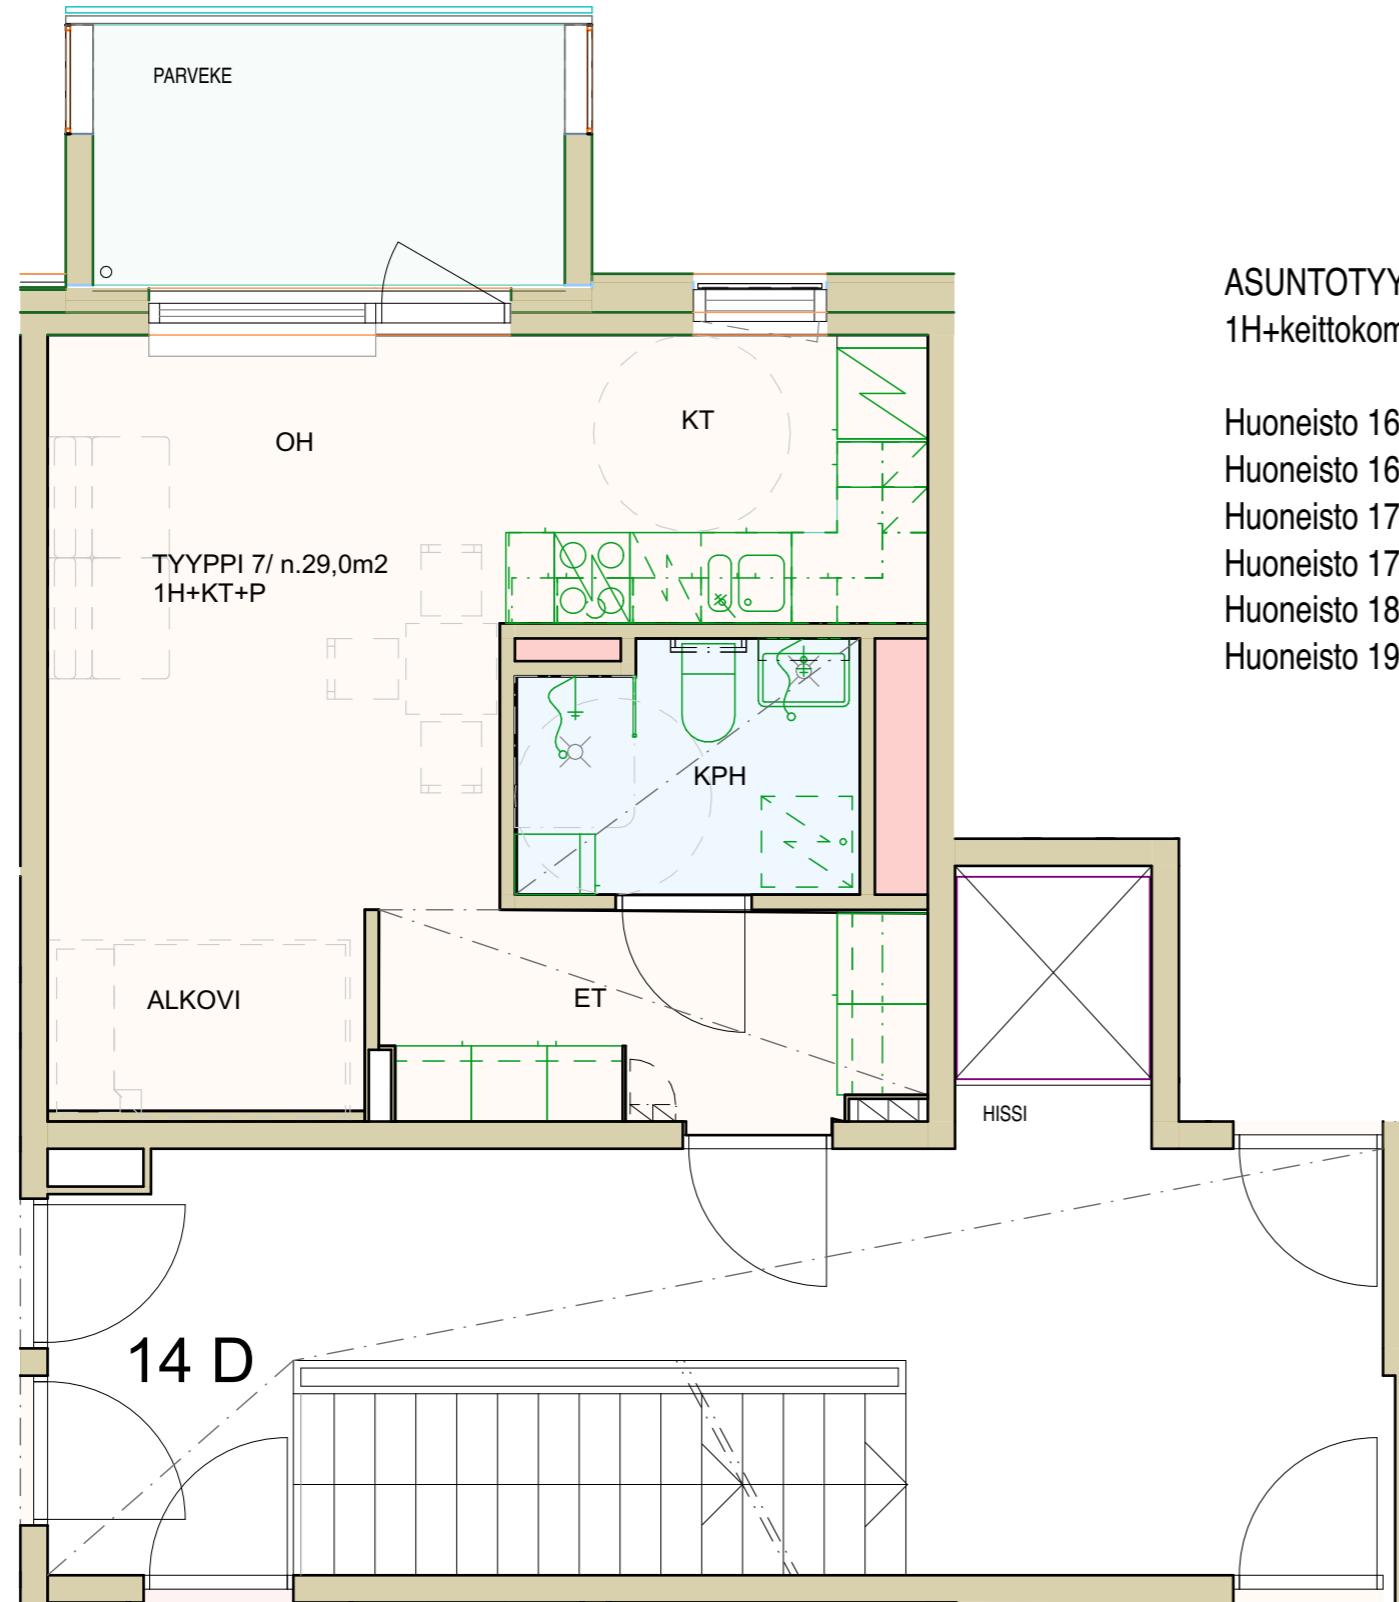 PARVEKE
ASUNTOTYY
1H+keittokom
Huoneisto 16
Huoneisto 16
Huoneisto 17
Huoneisto 17
Huoneisto 18
Huoneisto 19
KT
OH
TYYPPI 7/ n.29,0m2
1H+KT+P
KPH
ALKOVI
ET
HISSI
14 D